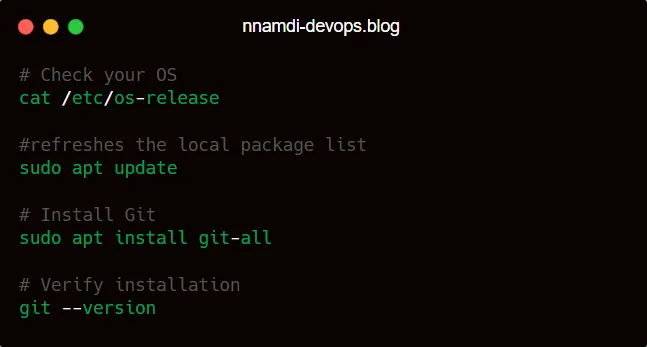 nnamdi-devops.blog
# Check your OS
cat /etc/os-release
#refreshes the local package list
sudo apt update
# Install Git
sudo apt install git-all
# Verify installation
git --version